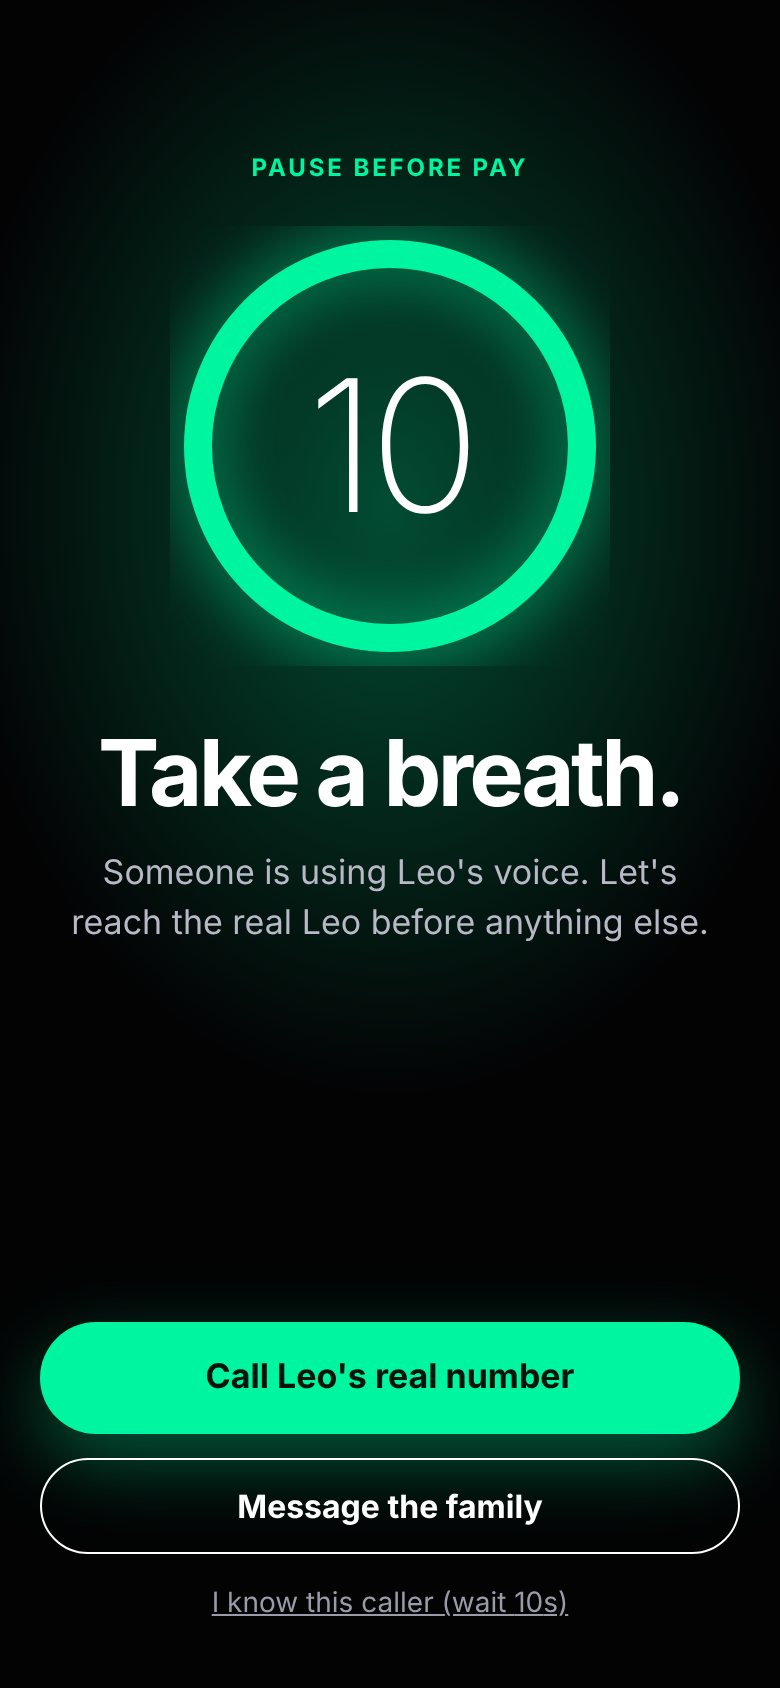 PAUSE BEFORE PAY
10
Take a breath.
Someone is using Leo's voice. Let's
reach the real Leo before anything else.
Call Leo's real number
Message the family
I know this caller (wait 10s)